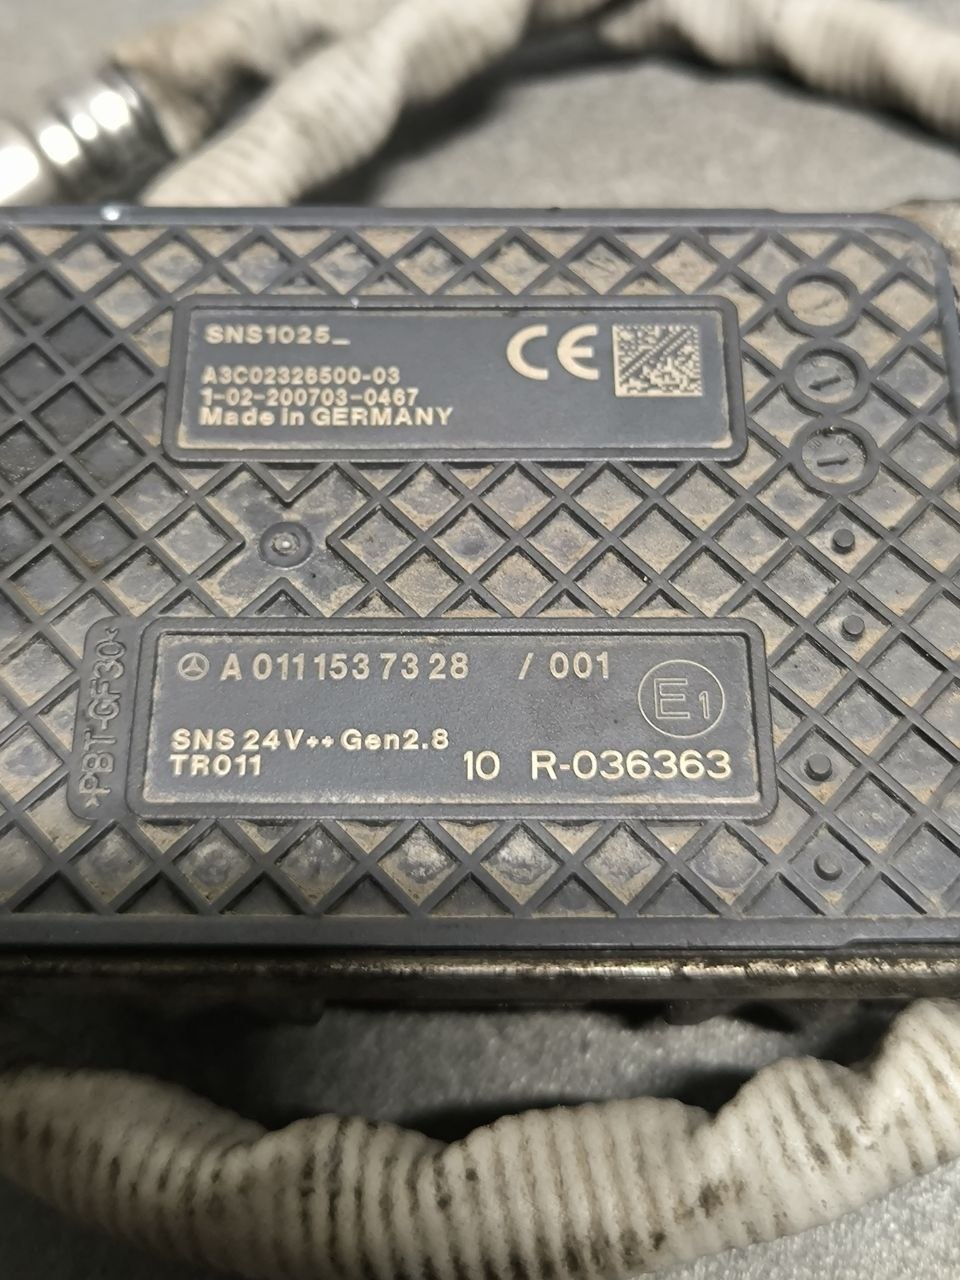 SNS1025_
CE
A3C02326500-03
1-02-200703-0467
Made in GERMANY
A 011 153 73 28 / 001
E1
SNS 24V++ Gen2.8
TR011
10 R-036363
>PBT-GF30<